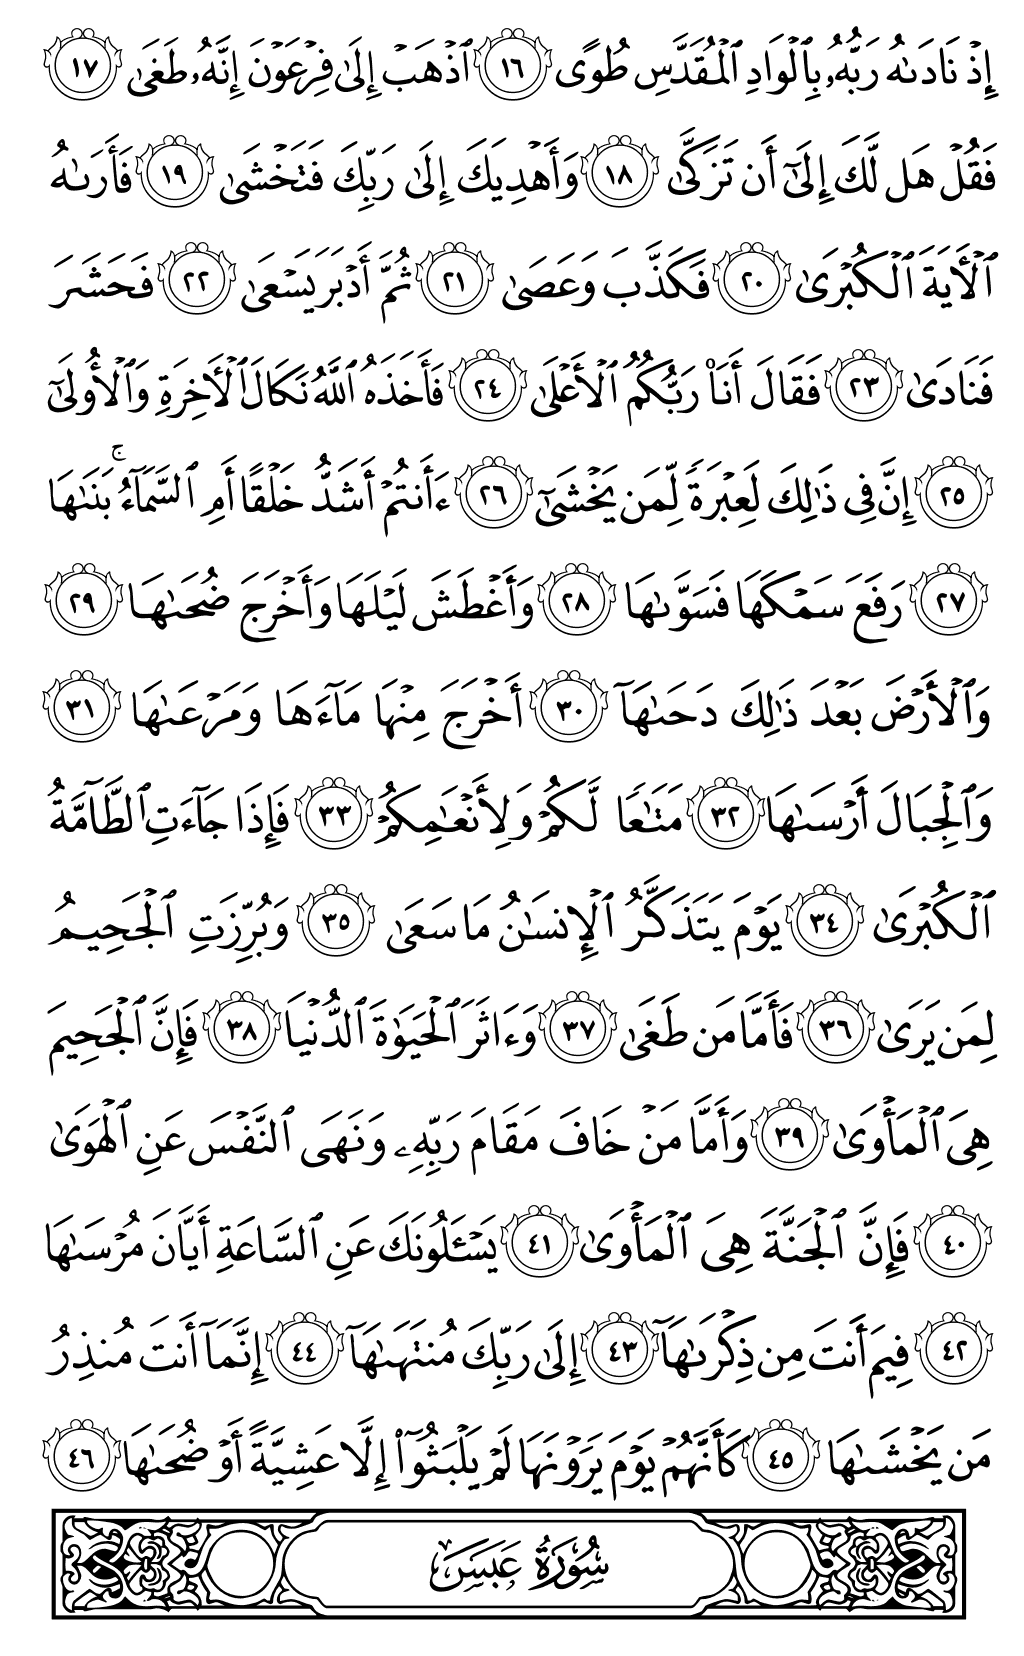 إِذْ نَادَىٰهُ رَبُّهُۥ بِٱلْوَادِ ٱلْمُقَدَّسِ طُوًى ١٦ ٱذْهَبْ إِلَىٰ فِرْعَوْنَ إِنَّهُۥ طَغَىٰ ١٧
فَقُلْ هَل لَّكَ إِلَىٰٓ أَن تَزَكَّىٰ ١٨ وَأَهْدِيَكَ إِلَىٰ رَبِّكَ فَتَخْشَىٰ ١٩ فَأَرَىٰهُ
ٱلْأَيَةَ ٱلْكُبْرَىٰ ٢٠ فَكَذَّبَ وَعَصَىٰ ٢١ ثُمَّ أَدْبَرَ يَسْعَىٰ ٢٢ فَحَشَرَ
فَنَادَىٰ ٢٣ فَقَالَ أَنَا۠ رَبُّكُمُ ٱلْأَعْلَىٰ ٢٤ فَأَخَذَهُ ٱللَّهُ نَكَالَ ٱلْأَخِرَةِ وَٱلْأُولَىٰٓ
٢٥ إِنَّ فِى ذَٰلِكَ لَعِبْرَةً لِّمَن يَخْشَىٰٓ ٢٦ ءَأَنتُمْ أَشَدُّ خَلْقًا أَمِ ٱلسَّمَآءُ ۚ بَنَىٰهَا
٢٧ رَفَعَ سَمْكَهَا فَسَوَّىٰهَا ٢٨ وَأَغْطَشَ لَيْلَهَا وَأَخْرَجَ ضُحَىٰهَا ٢٩
وَٱلْأَرْضَ بَعْدَ ذَٰلِكَ دَحَىٰهَآ ٣٠ أَخْرَجَ مِنْهَا مَآءَهَا وَمَرْعَىٰهَا ٣١
وَٱلْجِبَالَ أَرْسَىٰهَا ٣٢ مَتَٰعًا لَّكُمْ وَلِأَنْعَٰمِكُمْ ٣٣ فَإِذَا جَآءَتِ ٱلطَّآمَّةُ
ٱلْكُبْرَىٰ ٣٤ يَوْمَ يَتَذَكَّرُ ٱلْإِنسَٰنُ مَا سَعَىٰ ٣٥ وَبُرِّزَتِ ٱلْجَحِيمُ
لِمَن يَرَىٰ ٣٦ فَأَمَّا مَن طَغَىٰ ٣٧ وَءَاثَرَ ٱلْحَيَوٰةَ ٱلدُّنْيَا ٣٨ فَإِنَّ ٱلْجَحِيمَ
هِىَ ٱلْمَأْوَىٰ ٣٩ وَأَمَّا مَنْ خَافَ مَقَامَ رَبِّهِۦ وَنَهَى ٱلنَّفْسَ عَنِ ٱلْهَوَىٰ
٤٠ فَإِنَّ ٱلْجَنَّةَ هِىَ ٱلْمَأْوَىٰ ٤١ يَسْـَٔلُونَكَ عَنِ ٱلسَّاعَةِ أَيَّانَ مُرْسَىٰهَا
٤٢ فِيمَ أَنتَ مِن ذِكْرَىٰهَآ ٤٣ إِلَىٰ رَبِّكَ مُنتَهَىٰهَآ ٤٤ إِنَّمَآ أَنتَ مُنذِرُ
مَن يَخْشَىٰهَا ٤٥ كَأَنَّهُمْ يَوْمَ يَرَوْنَهَا لَمْ يَلْبَثُوٓا۟ إِلَّا عَشِيَّةً أَوْ ضُحَىٰهَا ٤٦
سُورَةُ عَبَسَ